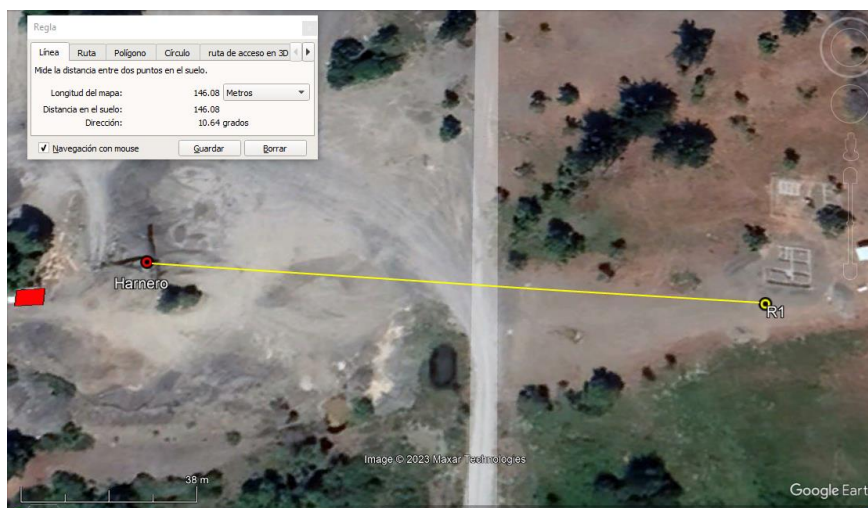 Regla
Línea Ruta Polígono Círculo ruta de acceso en 3D
Mide la distancia entre dos puntos en el suelo.
Longitud del mapa: 146.08 Metros
Distancia en el suelo: 146.08
Dirección: 10.64 grados
Navegación con mouse Guardar Borrar
Harnero
R1
Image © 2023 Maxar Technologies
38 m
Google Eart